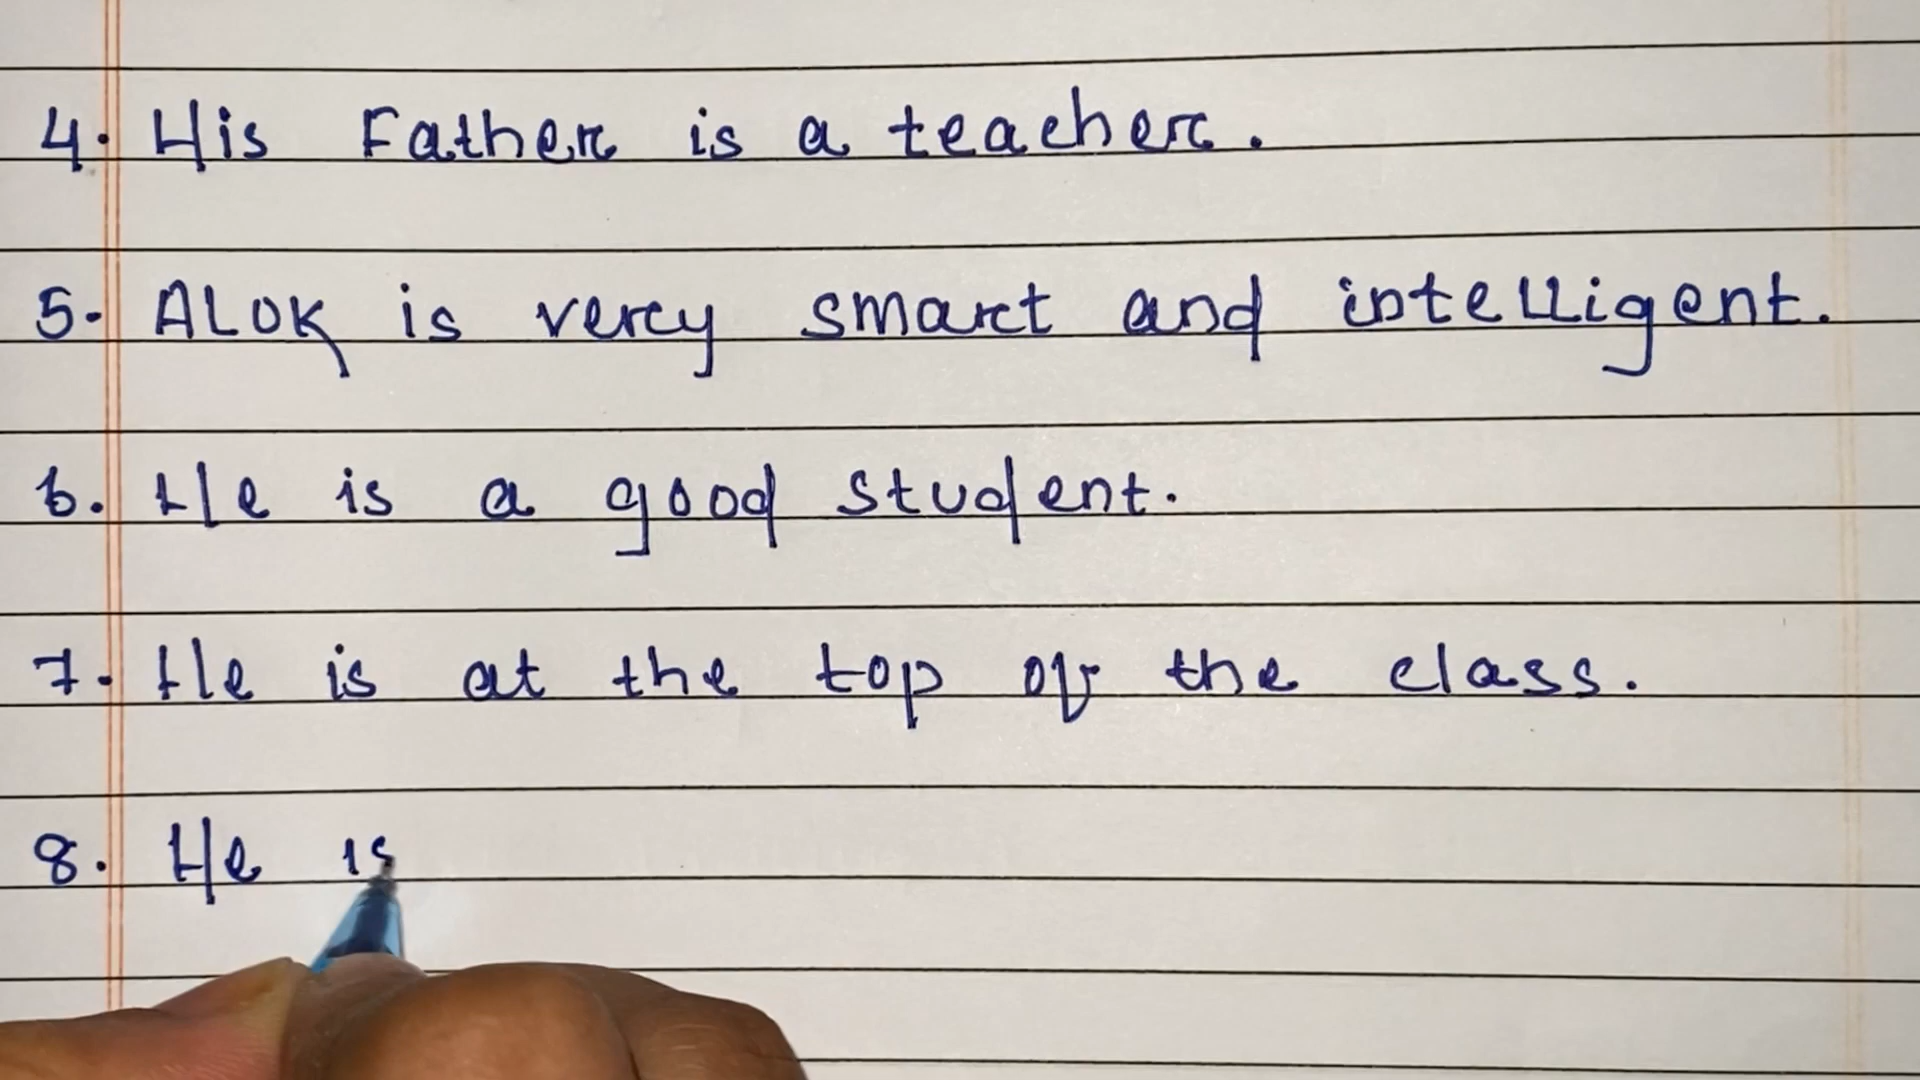 4. His Father is a teacher.
5. ALOK is very smart and intelligent.
6. He is a good student.
7. He is at the top of the class.
8. He is